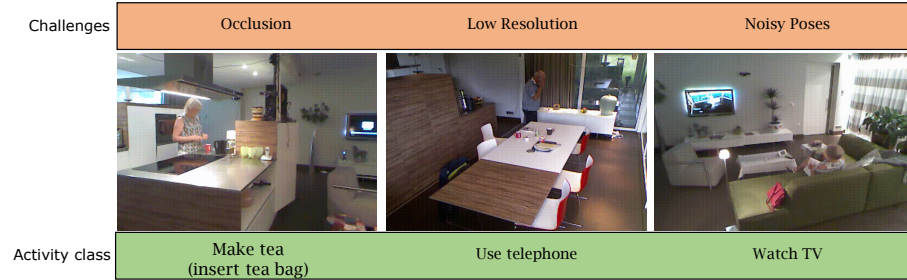 Challenges
Occlusion
Low Resolution
Noisy Poses
Activity class
Make tea
(insert tea bag)
Use telephone
Watch TV